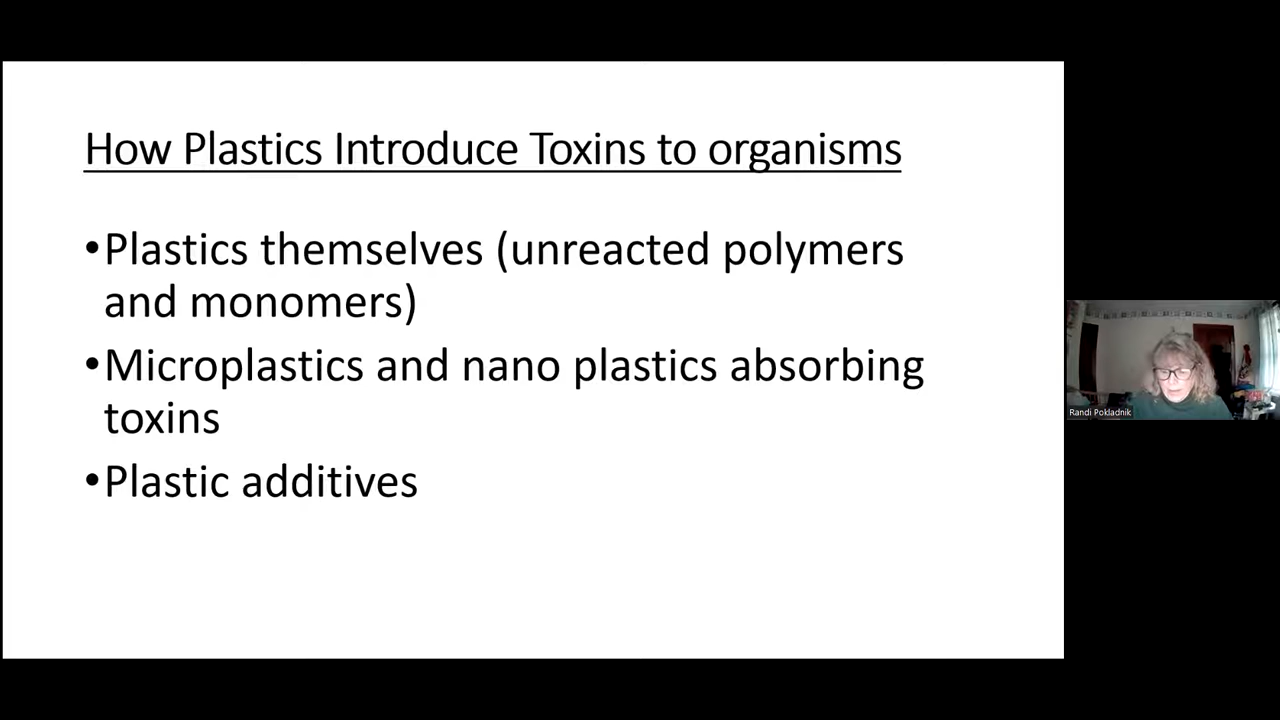 How Plastics Introduce Toxins to organisms
•Plastics themselves (unreacted polymers
and monomers)
•Microplastics and nano plastics absorbing
toxins
•Plastic additives
Randi Pokladnik